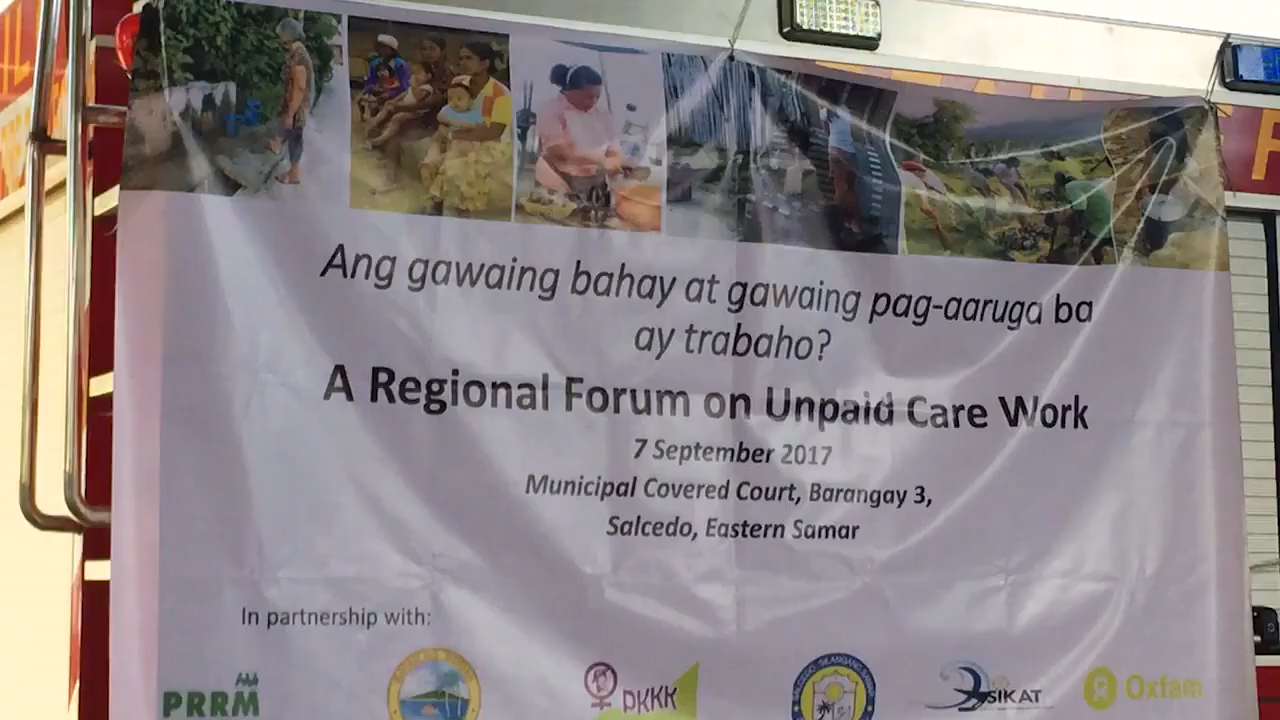 Ang gawaing bahay at gawaing pag-aaruga ba
ay trabaho?
A Regional Forum on Unpaid Care Work
7 September 2017
Municipal Covered Court, Barangay 3,
Salcedo, Eastern Samar
In partnership with:
PRRM
PKKK
SIKAT
Oxfam